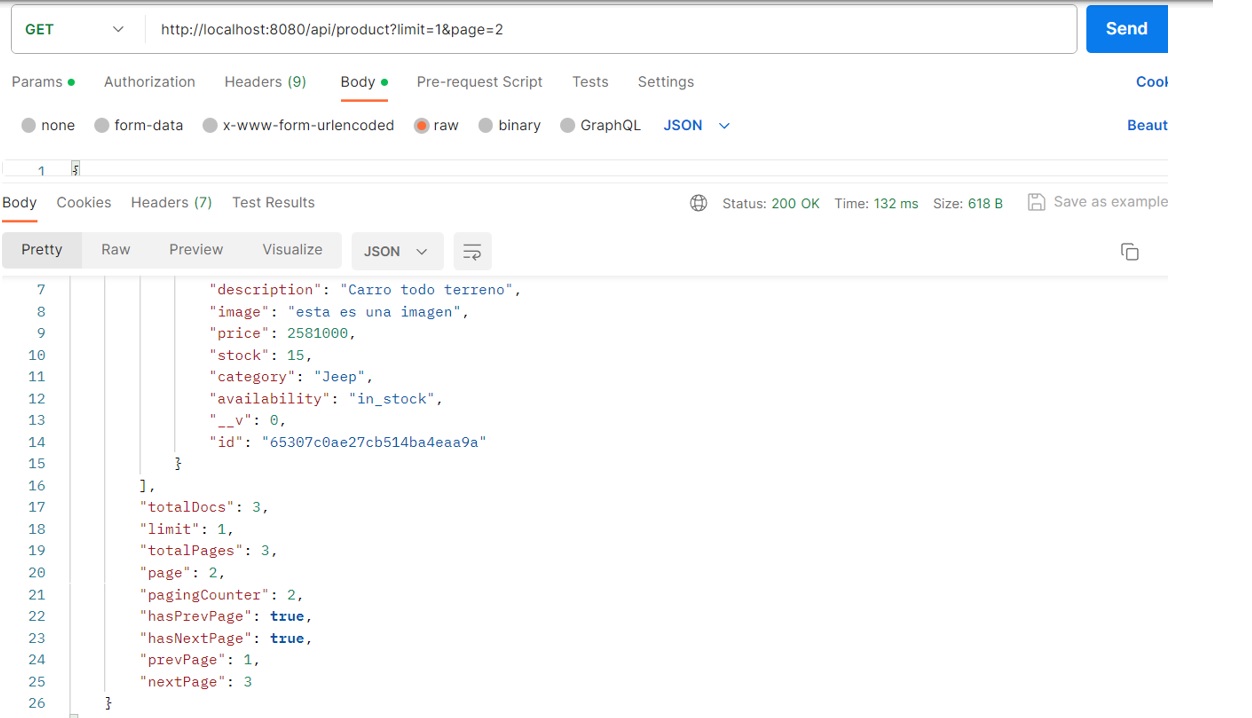 GET http://localhost:8080/api/product?limit=1&page=2 Send
Params Authorization Headers (9) Body Pre-request Script Tests Settings Cook
none form-data x-www-form-urlencoded raw binary GraphQL JSON Beaut
1 {
Body Cookies Headers (7) Test Results Status: 200 OK Time: 132 ms Size: 618 B Save as example
Pretty Raw Preview Visualize JSON
7 "description": "Carro todo terreno",
8 "image": "esta es una imagen",
9 "price": 2581000,
10 "stock": 15,
11 "category": "Jeep",
12 "availability": "in_stock",
13 "__v": 0,
14 "id": "65307c0ae27cb514ba4eaa9a"
15 }
16 ],
17 "totalDocs": 3,
18 "limit": 1,
19 "totalPages": 3,
20 "page": 2,
21 "pagingCounter": 2,
22 "hasPrevPage": true,
23 "hasNextPage": true,
24 "prevPage": 1,
25 "nextPage": 3
26 }